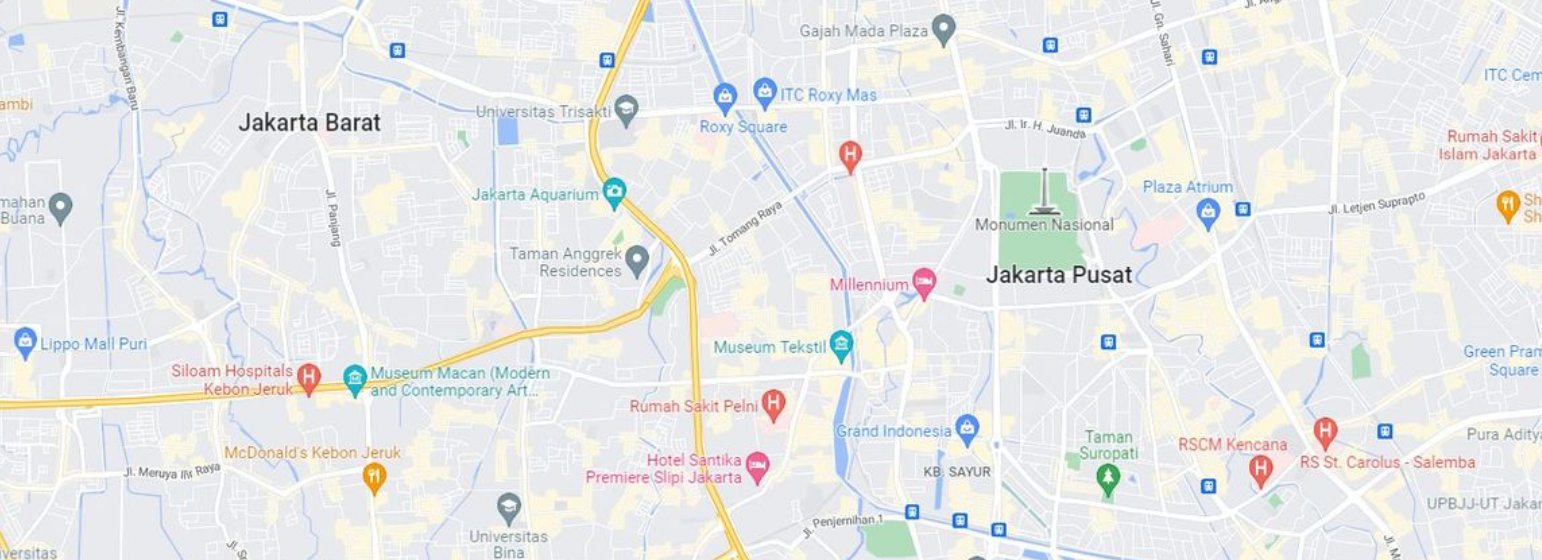 Jl. Kembangan Baru
Jl. Gn. Sahari
Gajah Mada Plaza
ITC Cem
ambi
Jakarta Barat
Universitas Trisakti
ITC Roxy Mas
Roxy Square
Jl. Ir. H. Juanda
Rumah Sakit
Islam Jakarta
H
mahan
Buana
Jl. Panjang
Jakarta Aquarium
Plaza Atrium
Jl. Letjen Suprapto
Sh
Sh
Jl. Tomang Raya
Monumen Nasional
Taman Anggrek
Residences
Jakarta Pusat
Millennium
Lippo Mall Puri
Museum Tekstil
Green Pram
Square
Siloam Hospitals
Kebon Jeruk
H
Museum Macan (Modern
and Contemporary Art...
Rumah Sakit Pelni
H
Grand Indonesia
Taman
Suropati
RSCM Kencana
H
H
RS St. Carolus - Salemba
Pura Aditya
McDonald's Kebon Jeruk
Jl. Meruya Ilir Raya
Hotel Santika
Premiere Slipi Jakarta
KB. SAYUR
UPBJJ-UT Jakar
Jl. Penjernihan 1
Universitas
Bina
versitas